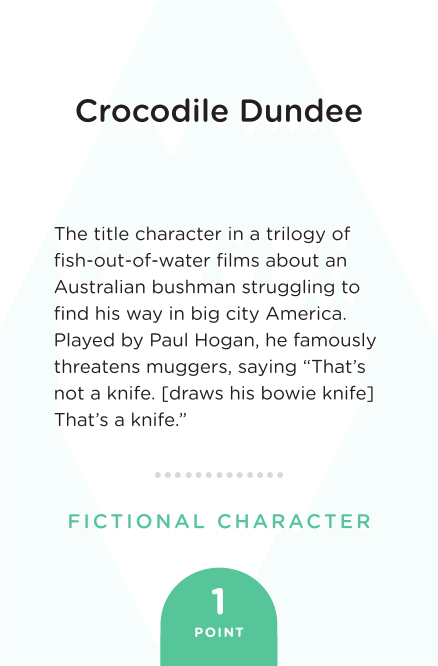 Crocodile Dundee
The title character in a trilogy of
fish-out-of-water films about an
Australian bushman struggling to
find his way in big city America.
Played by Paul Hogan, he famously
threatens muggers, saying “That’s
not a knife. [draws his bowie knife]
That’s a knife.”
FICTIONAL CHARACTER
1
POINT